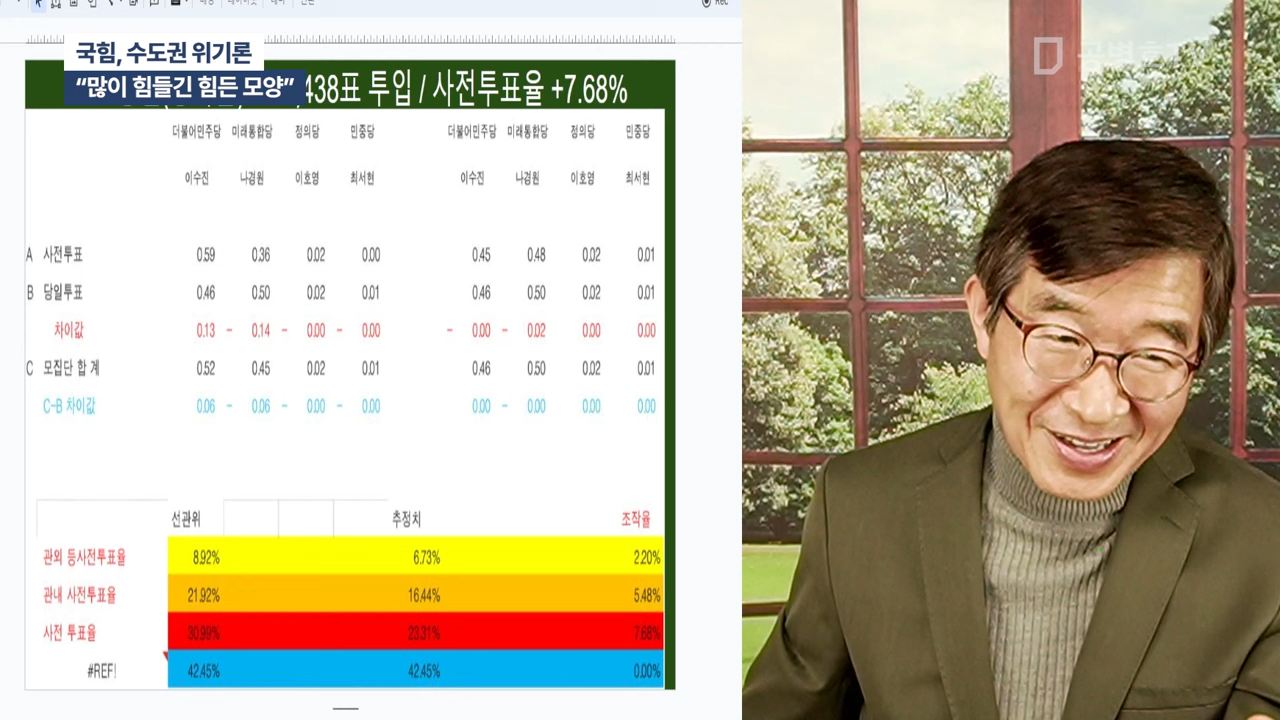 국힘, 수도권 위기론
“많이 힘들긴 힘든 모양”
438표 투입 / 사전투표율 +7.68%
더불어민주당 미래통합당 정의당 민중당 더불어민주당 미래통합당 정의당 민중당
이수진 나경원 이호영 최서현 이수진 나경원 이호영 최서현
A 사전투표 0.59 0.36 0.02 0.00 0.45 0.48 0.02 0.01
B 당일투표 0.46 0.50 0.02 0.01 0.46 0.50 0.02 0.01
차이값 0.13 - 0.14 - 0.00 - 0.00 - 0.00 - 0.02 0.00 0.00
C 모집단 합 계 0.52 0.45 0.02 0.01 0.46 0.50 0.02 0.01
C-B 차이값 0.06 - 0.06 - 0.00 - 0.00 0.00 - 0.00 0.00 0.00
선관위 추정치 조작율
관외 등사전투표율 8.92% 6.73% 2.20%
관내 사전투표율 21.92% 16.44% 5.48%
사전 투표율 30.99% 23.31% 7.68%
#REF! 42.45% 42.45% 0.00%